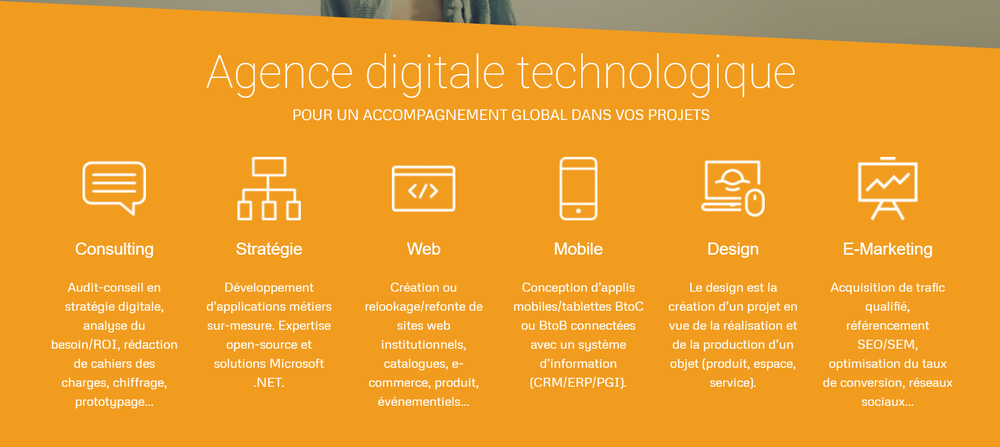 Agence digitale technologique
POUR UN ACCOMPAGNEMENT GLOBAL DANS VOS PROJETS
Consulting
Audit-conseil en
stratégie digitale,
analyse du
besoin/ROI, rédaction
de cahiers des
charges, chiffrage,
prototypage...
Stratégie
Développement
d’applications métiers
sur-mesure. Expertise
open-source et
solutions Microsoft
.NET.
Web
Création ou
relookage/refonte de
sites web
institutionnels,
catalogues, e-
commerce, produit,
événementiels...
Mobile
Conception d’applis
mobiles/tablettes BtoC
ou BtoB connectées
avec un système
d’information
(CRM/ERP/PGI).
Design
Le design est la
création d’un projet en
vue de la réalisation et
de la production d’un
objet (produit, espace,
service).
E-Marketing
Acquisition de trafic
qualifié,
référencement
SEO/SEM,
optimisation du taux
de conversion, réseaux
sociaux...